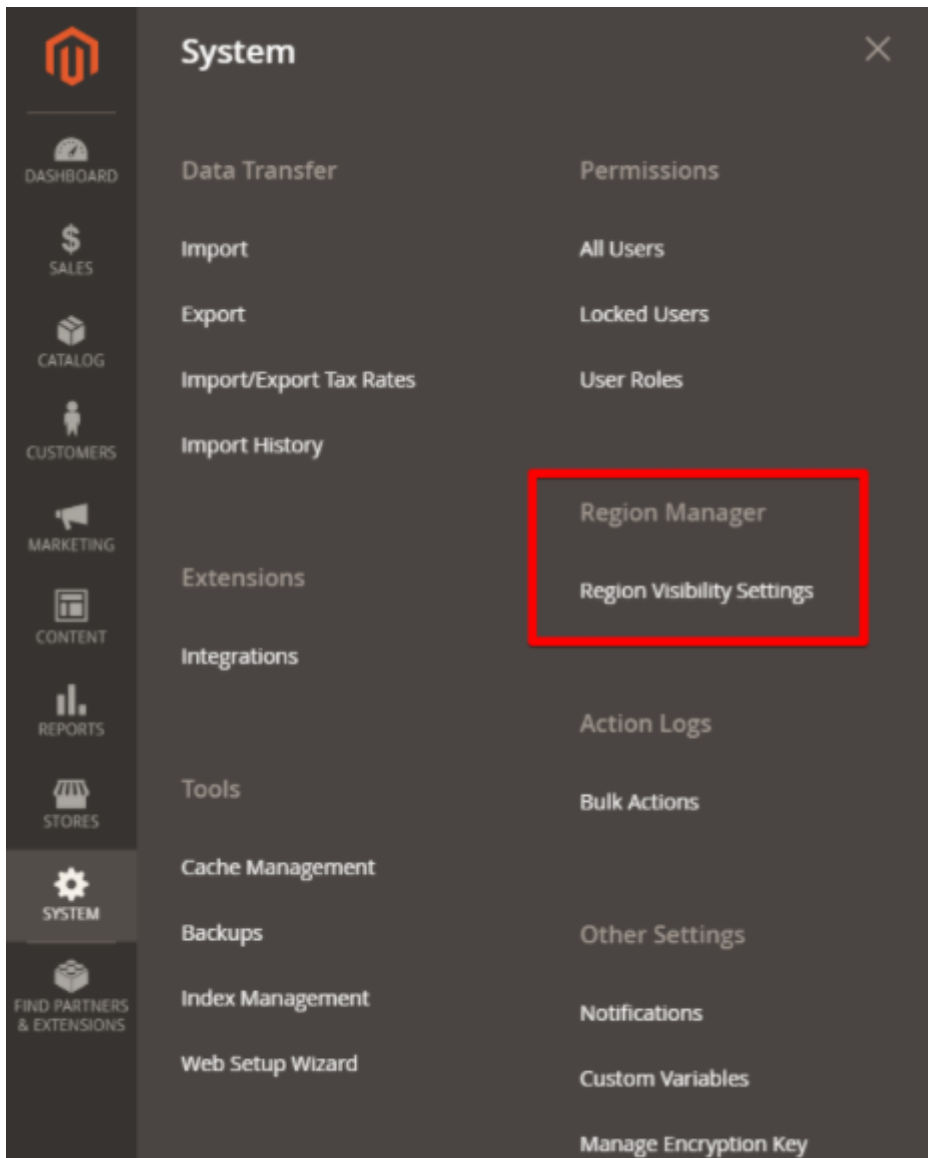 System
DASHBOARD
SALES
CATALOG
CUSTOMERS
MARKETING
CONTENT
REPORTS
STORES
SYSTEM
FIND PARTNERS
& EXTENSIONS
Data Transfer
Import
Export
Import/Export Tax Rates
Import History
Extensions
Integrations
Tools
Cache Management
Backups
Index Management
Web Setup Wizard
Permissions
All Users
Locked Users
User Roles
Region Manager
Region Visibility Settings
Action Logs
Bulk Actions
Other Settings
Notifications
Custom Variables
Manage Encryption Key